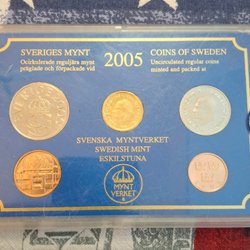 SVERIGES MYNT
Ocirkulerade reguljära mynt
präglade och förpackade vid
2005
COINS OF SWEDEN
Uncirculated regular coins
minted and packed at
SVENSKA MYNTVERKET
SWEDISH MINT
ESKILSTUNA
MYNT
VERKET